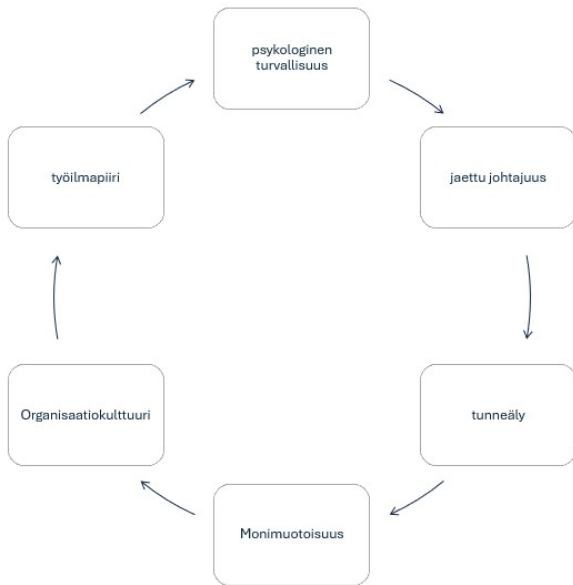 psykologinen
turvallisuus
jaettu johtajuus
tunneäly
Monimuotoisuus
Organisaatiokulttuuri
työilmapiiri